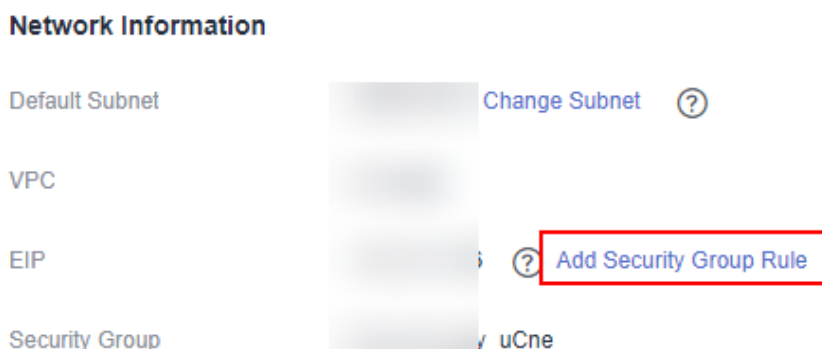 Network Information
Default Subnet Change Subnet ?
VPC
EIP ? Add Security Group Rule
Security Group uCne